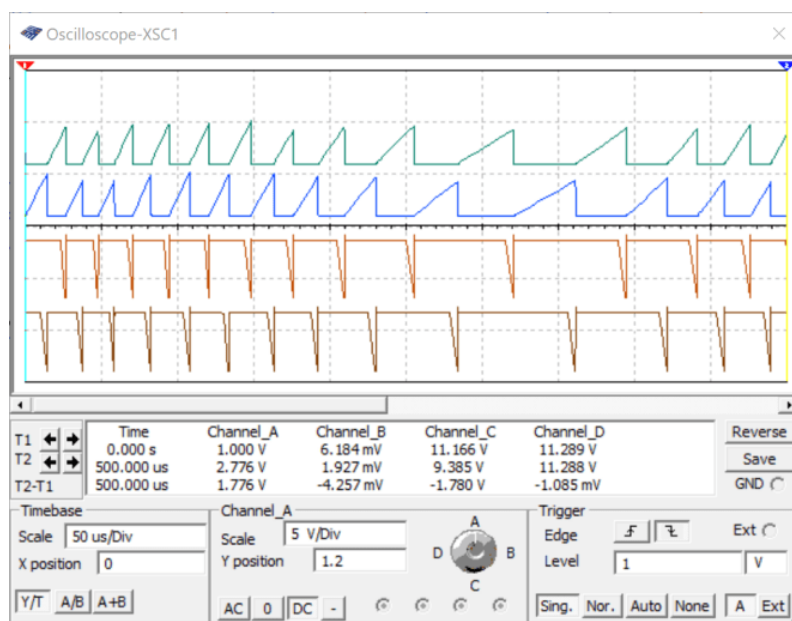 Oscilloscope-XSC1
1
2
T1
T2
T2-T1
Time Channel_A Channel_B Channel_C Channel_D
0.000 s 1.000 V 6.184 mV 11.166 V 11.289 V
500.000 us 2.776 V 1.927 mV 9.385 V 11.288 V
500.000 us 1.776 V -4.257 mV -1.780 V -1.085 mV
Reverse
Save
GND
Timebase
Scale 50 us/Div
X position 0
Y/T A/B A+B
Channel_A
Scale 5 V/Div
Y position 1.2
AC 0 DC -
A
D B
C
Trigger
Edge Ext
Level 1 V
Sing. Nor. Auto None A Ext